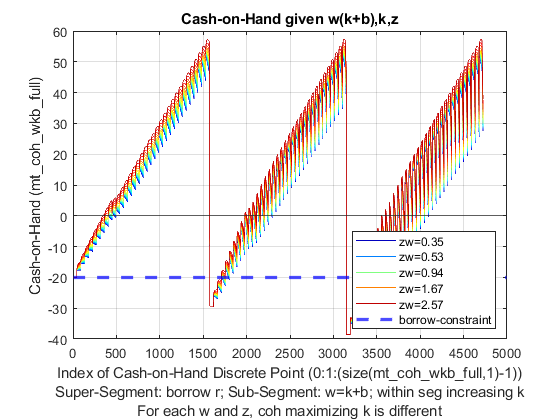 Cash-on-Hand given w(k+b),k,z
Cash-on-Hand (mt_coh_wkb_full)
60
50
40
30
20
10
0
-10
-20
-30
-40
0 500 1000 1500 2000 2500 3000 3500 4000 4500 5000
zw=0.35
zw=0.53
zw=0.94
zw=1.67
zw=2.57
borrow-constraint
Index of Cash-on-Hand Discrete Point (0:1:(size(mt_coh_wkb_full,1)-1))
Super-Segment: borrow r; Sub-Segment: w=k+b; within seg increasing k
For each w and z, coh maximizing k is different